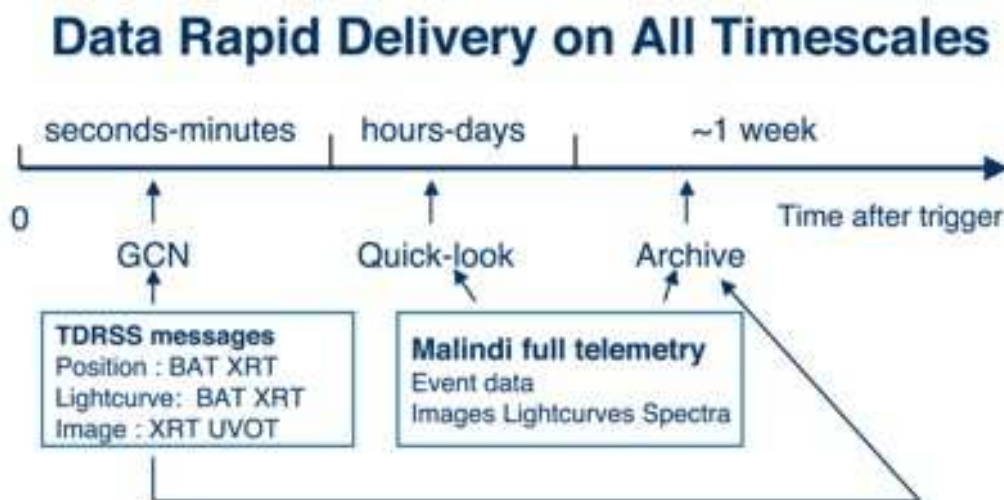 Data Rapid Delivery on All Timescales
seconds-minutes hours-days ~1 week
0 Time after trigger
GCN Quick-look Archive
TDRSS messages
Position : BAT XRT
Lightcurve: BAT XRT
Image : XRT UVOT
Malindi full telemetry
Event data
Images Lightcurves Spectra